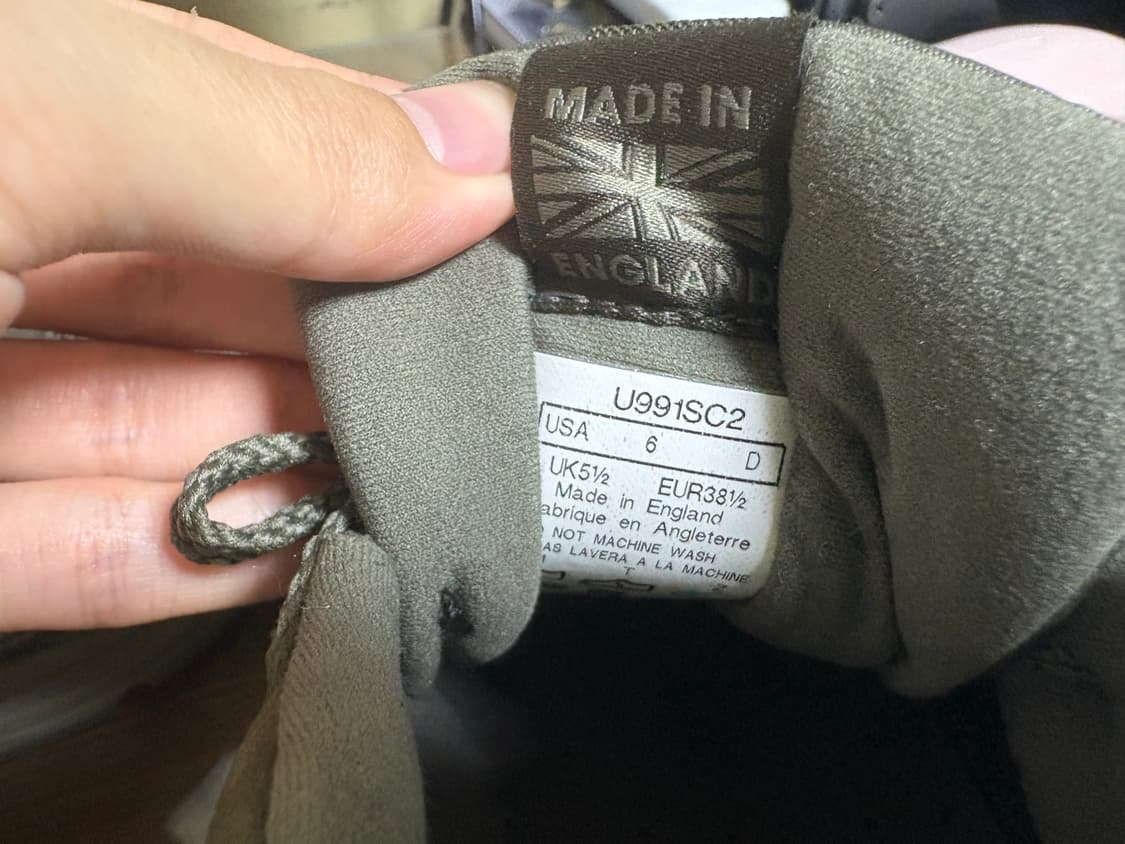 MADE IN
ENGLAND
U991SC2
USA 6 D
UK5½ EUR38½
Made in England
abrique en Angleterre
NOT MACHINE WASH
AS LAVERA A LA MACHINE
T 2